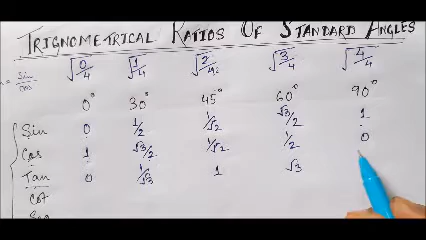 TRIGNOMETRICAL RATIOS OF STANDARD ANGLES
√0/4 √1/4 √2/4 √3/4 √4/4
= sin/cos
0° 30° 45° 60° 90°
Sin 0 1/2 1/√2 √3/2 1
Cos 1 √3/2 1/√2 1/2 0
Tan 0 1/√3 1 √3
Cot